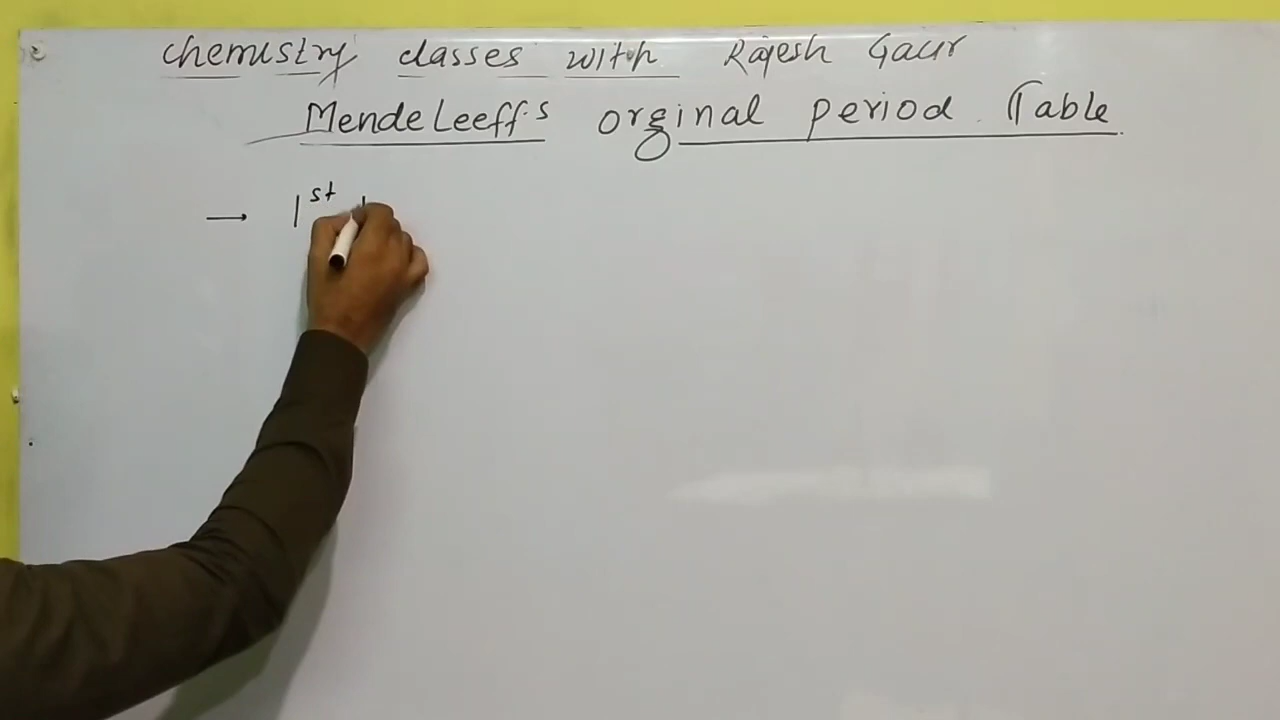 chemistry classes with Rajesh Gaur
Mendeleeff's orginal period Table
→ 1st